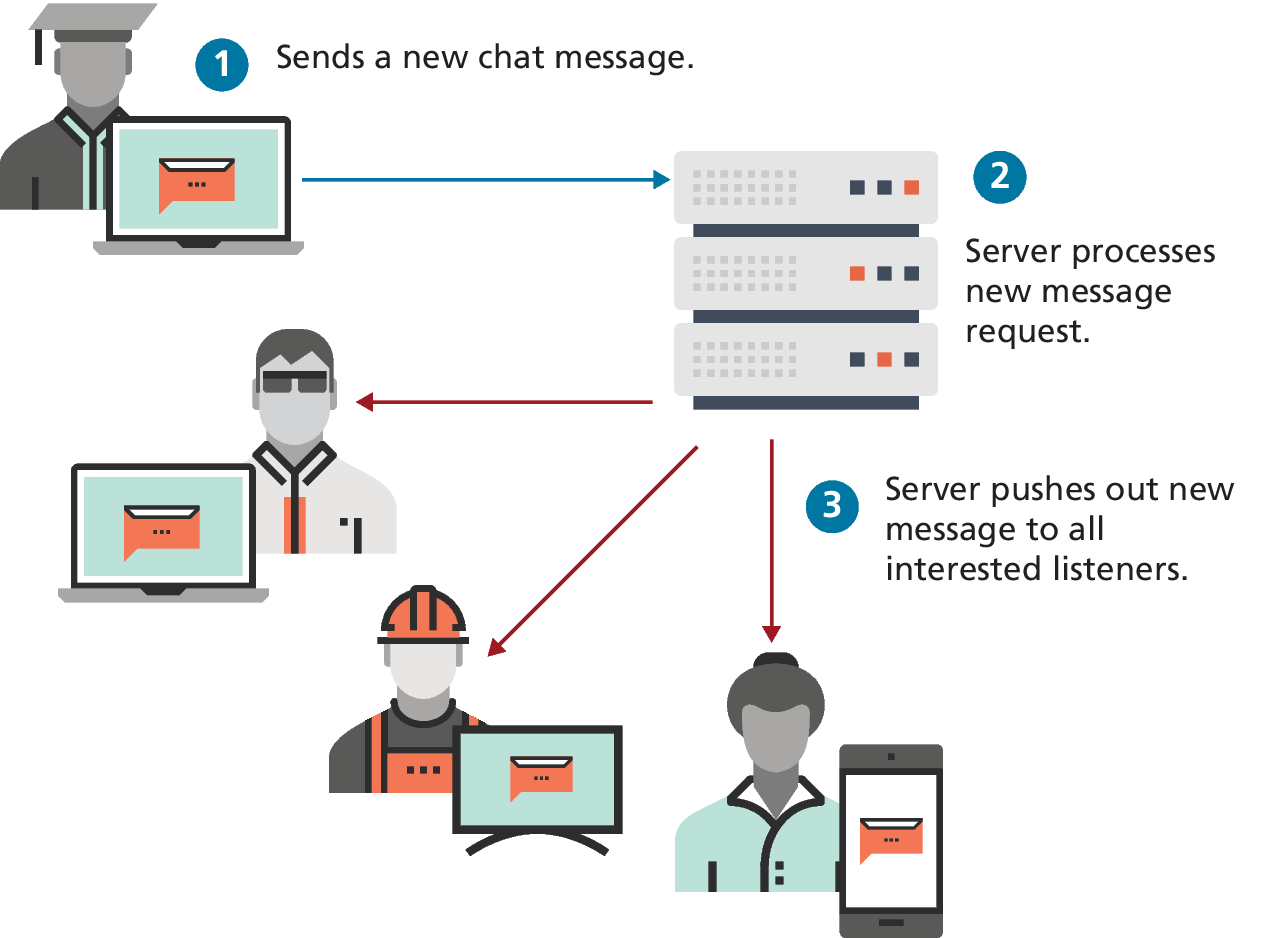 1
Sends a new chat message.
2
Server processes
new message
request.
3
Server pushes out new
message to all
interested listeners.